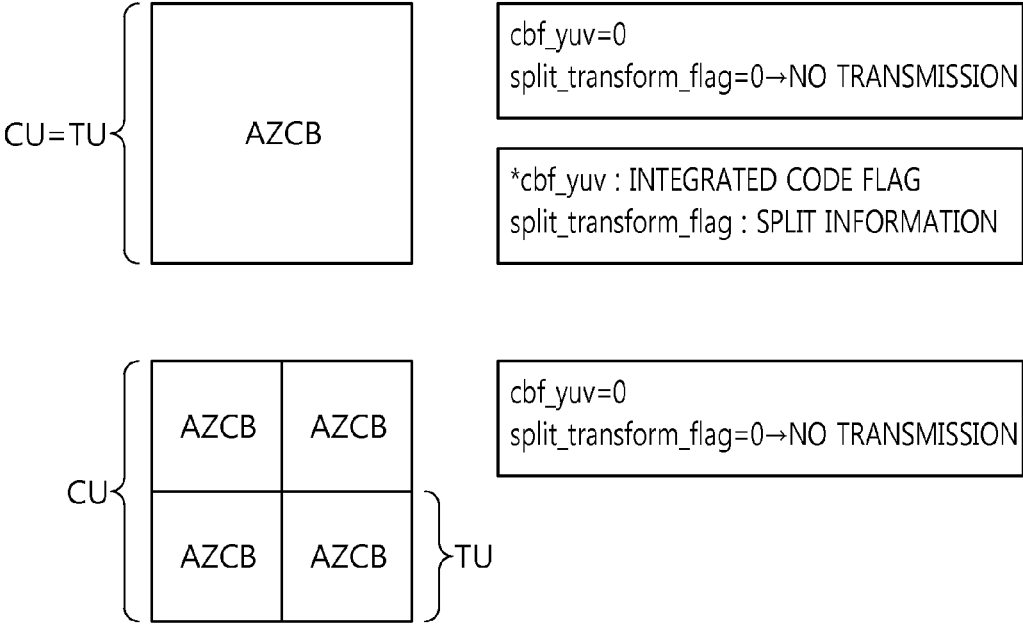 CU=TU
AZCB
cbf_yuv=0
split_transform_flag=0→NO TRANSMISSION
*cbf_yuv : INTEGRATED CODE FLAG
split_transform_flag : SPLIT INFORMATION
CU
AZCB AZCB
AZCB AZCB
TU
cbf_yuv=0
split_transform_flag=0→NO TRANSMISSION